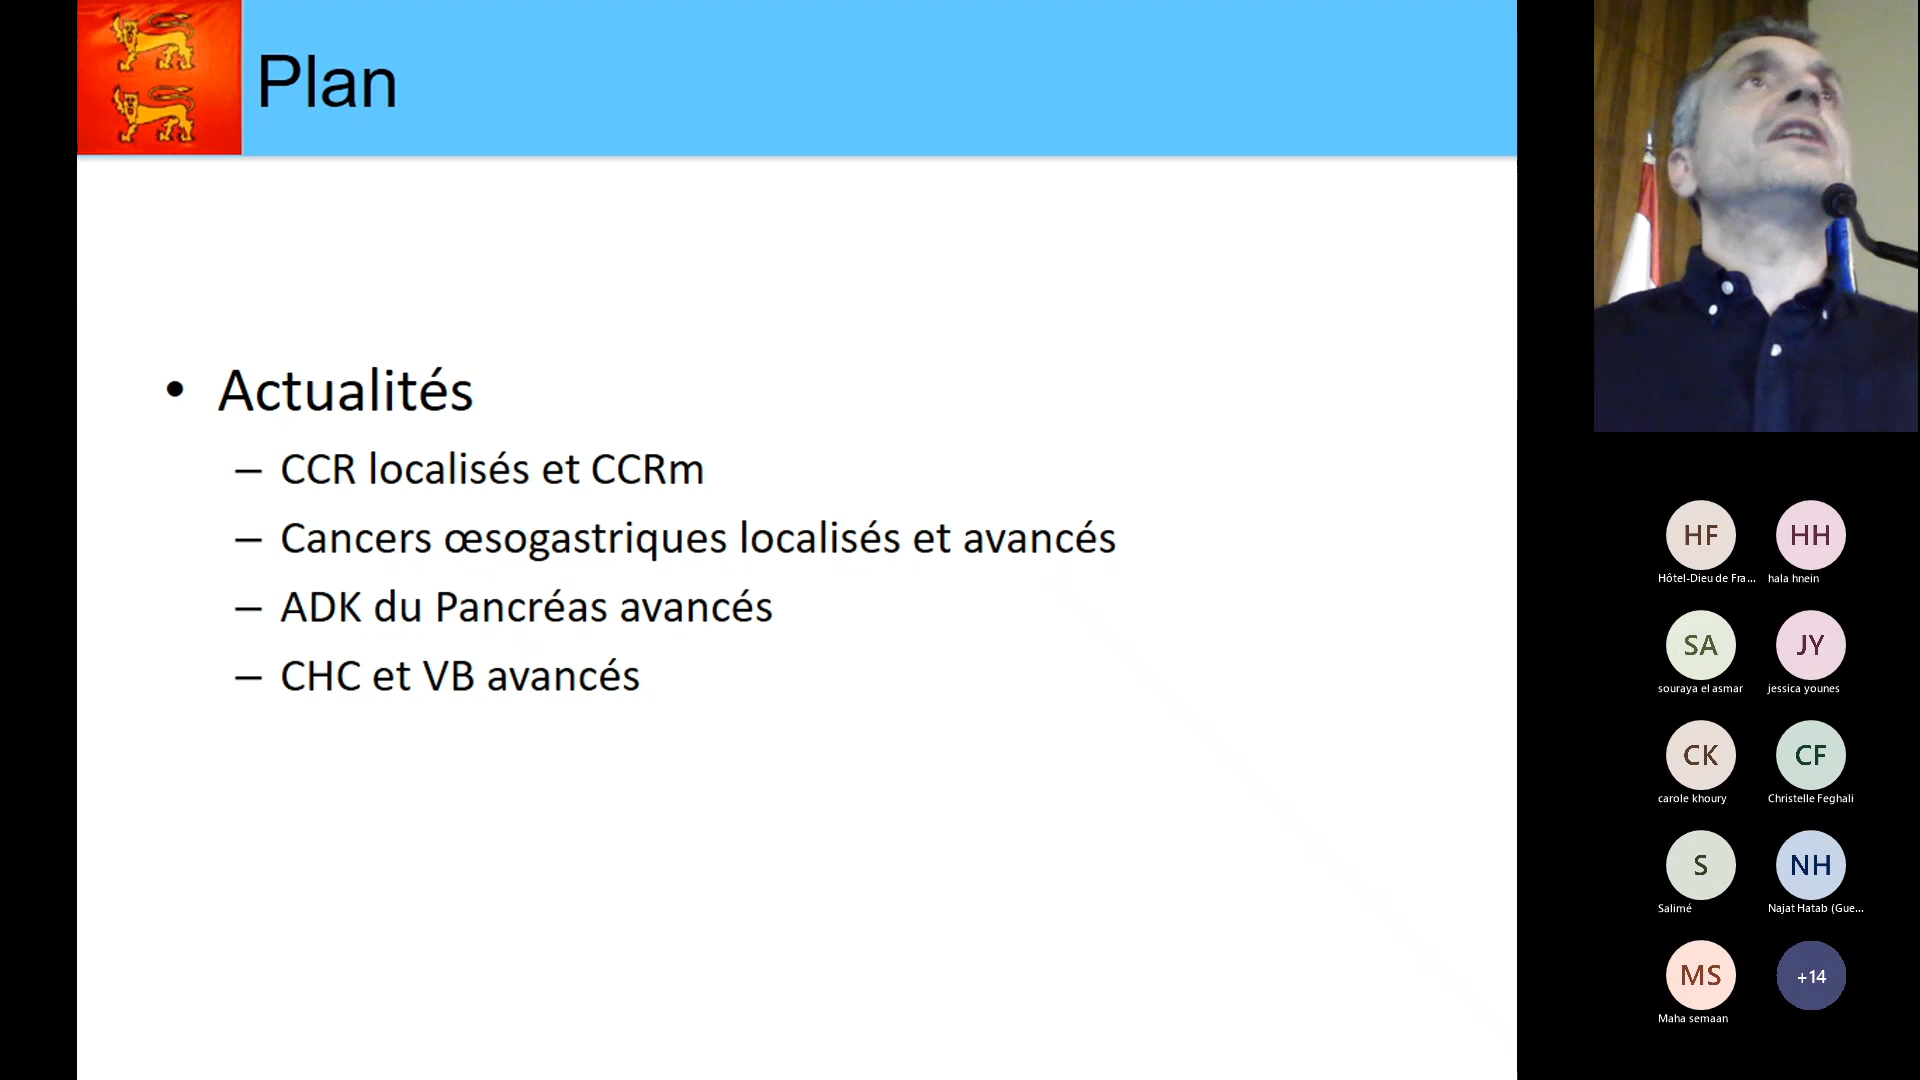 Plan
• Actualités
– CCR localisés et CCRm
– Cancers œsogastriques localisés et avancés
– ADK du Pancréas avancés
– CHC et VB avancés
HF
HH
Hôtel-Dieu de Fra...
hala hnein
SA
JY
souraya el asmar
jessica younes
CK
CF
carole khoury
Christelle Feghali
S
NH
Salimé
Najat Hatab (Gue...
MS
+14
Maha semaan